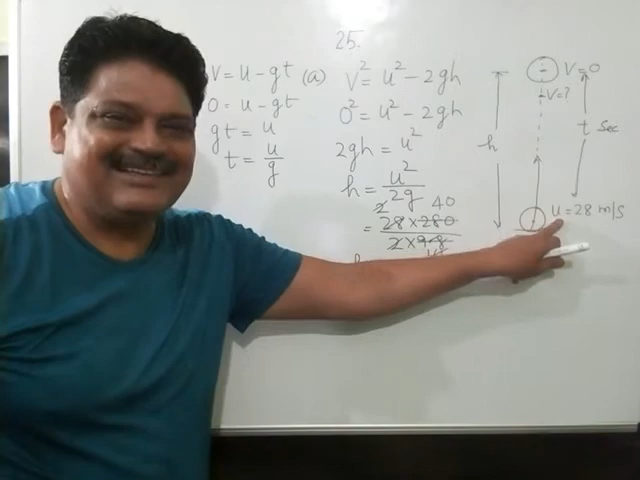 25.
V = u - gt
0 = u - gt
gt = u
t = u/g
(a) V² = u² - 2gh
0² = u² - 2gh
2gh = u²
h = u²/2g
2 40
= 28 × 280
2 × 9.8
h
V = 0
V = ?
t sec
u = 28 m/s